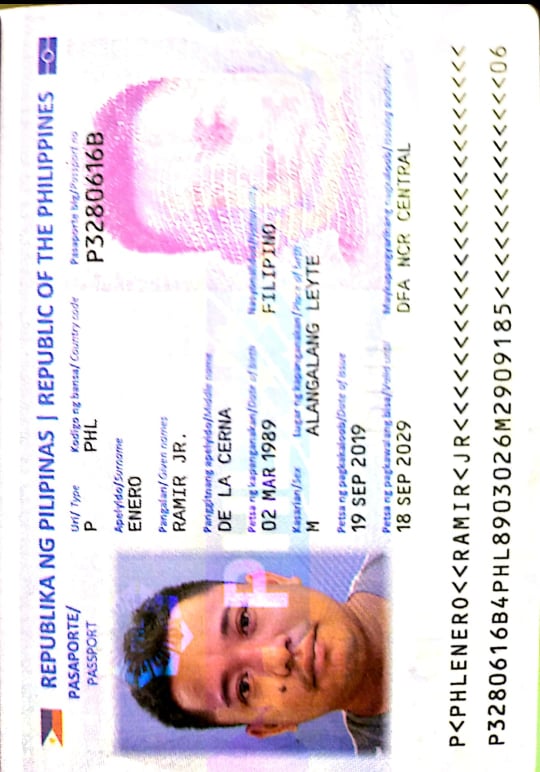 REPUBLIKA NG PILIPINAS | REPUBLIC OF THE PHILIPPINES
PASAPORTE/
PASSPORT
Uri/ Type
P
Kodigo ng bansa/ Country code
PHL
Pasaporte blg/Passport no
P3280616B
Apelyido/Surname
ENERO
Pangalan/Given names
RAMIR JR.
Panggitnang apelyido/Middle name
DE LA CERNA
Petsa ng kapanganakan/Date of birth
02 MAR 1989
Nasyonalidad/Nationality
FILIPINO
Kasarian/Sex
M
Lugar ng kapanganakan/Place of birth
ALANGALANG LEYTE
Petsa ng pagkakaloob/Date of issue
19 SEP 2019
Petsa ng pagkawalang bisa/Valid until
18 SEP 2029
Maykapangyarihang nagkaloob/Issuing authority
DFA NCR CENTRAL
P<PHLENERO<<RAMIR<JR<<<<<<<<<<<<<<<<<<<<<<<<
P3280616B4PHL8903026M2909185<<<<<<<<<<<<<<06